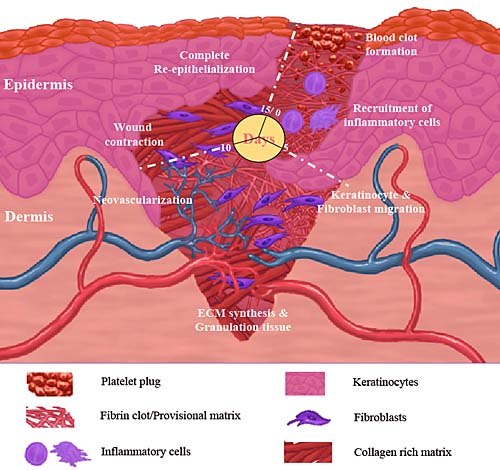 Blood clot
formation
Complete
Re-epithelialization
Epidermis
15/ 0
Recruitment of
inflammatory cells
Wound
contraction
Days
10
5
Neovascularization
Keratinocyte &
Fibroblast migration
Dermis
ECM synthesis &
Granulation tissue
Platelet plug
Keratinocytes
Fibrin clot/Provisional matrix
Fibroblasts
Inflammatory cells
Collagen rich matrix